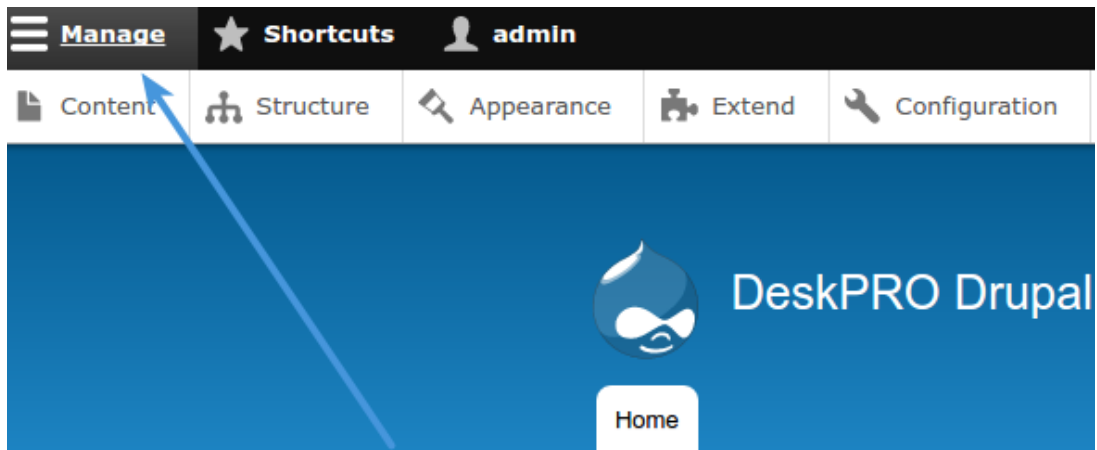 Manage Shortcuts admin
Content Structure Appearance Extend Configuration
DeskPRO Drupal
Home